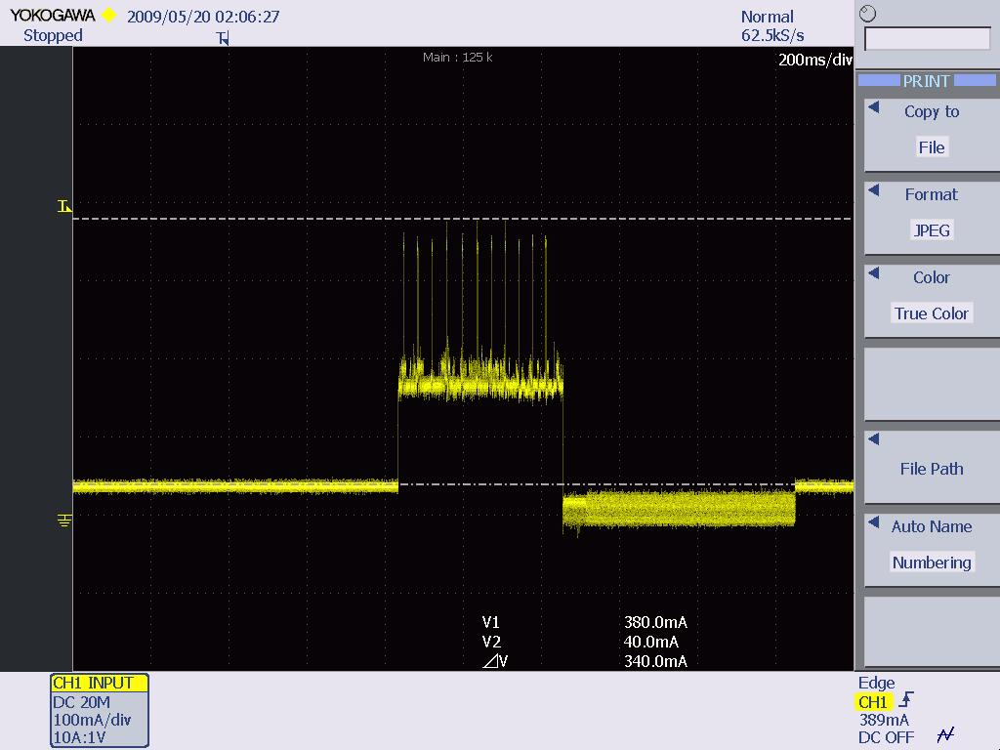 YOKOGAWA 2009/05/20 02:06:27
Stopped
Normal
62.5kS/s
Main : 125 k
200ms/div
PRINT
Copy to
File
Format
JPEG
Color
True Color
File Path
Auto Name
Numbering
V1 380.0mA
V2 40.0mA
⊿V 340.0mA
CH1 INPUT
DC 20M
100mA/div
10A:1V
Edge
CH1
389mA
DC OFF